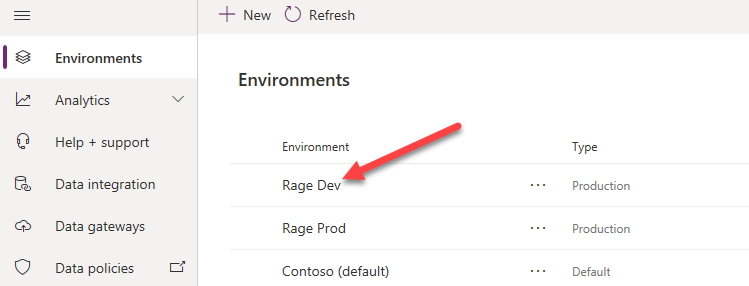 + New Refresh
Environments
Analytics
Help + support
Data integration
Data gateways
Data policies
Environments
Environment Type
Rage Dev ... Production
Rage Prod ... Production
Contoso (default) ... Default